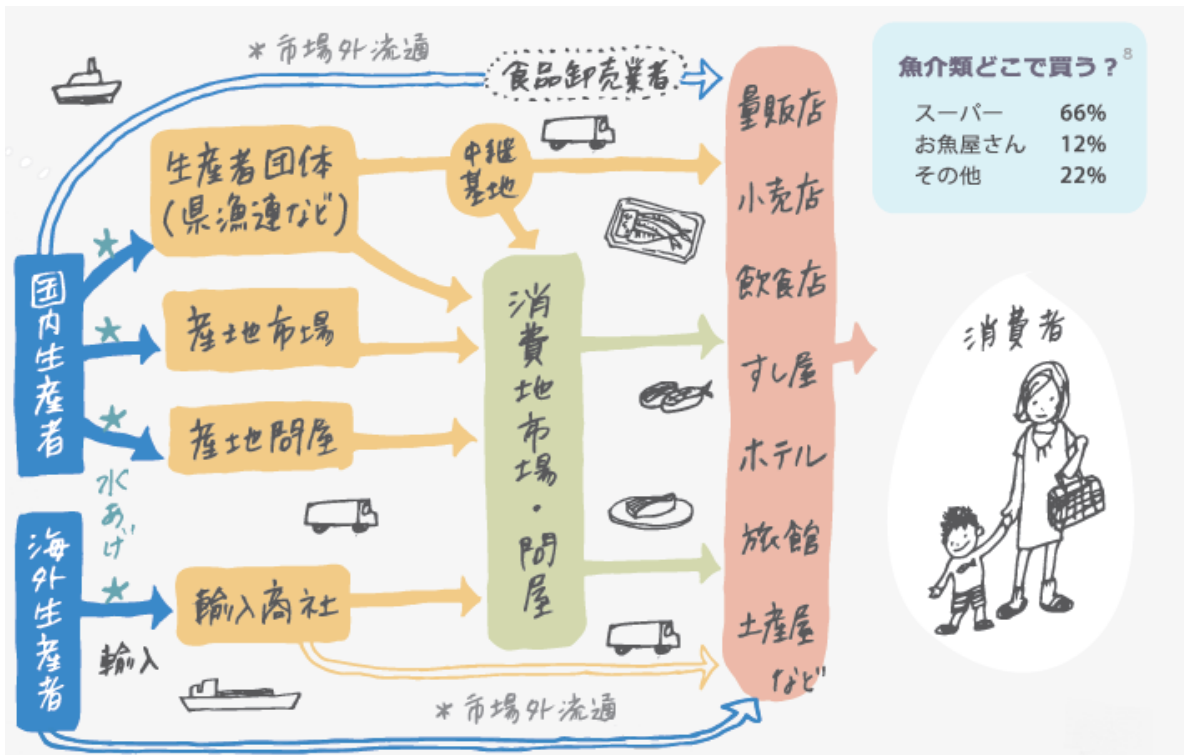 ＊市場外流通
食品卸売業者
魚介類どこで買う？8
スーパー 66%
お魚屋さん 12%
その他 22%
生産者団体
(県漁連など)
中継
基地
国内生産者
産地市場
産地問屋
水あげ
海外生産者
輸入商社
輸入
消費地市場・問屋
＊市場外流通
量販店
小売店
飲食店
すし屋
ホテル
旅館
土産屋
など
消費者